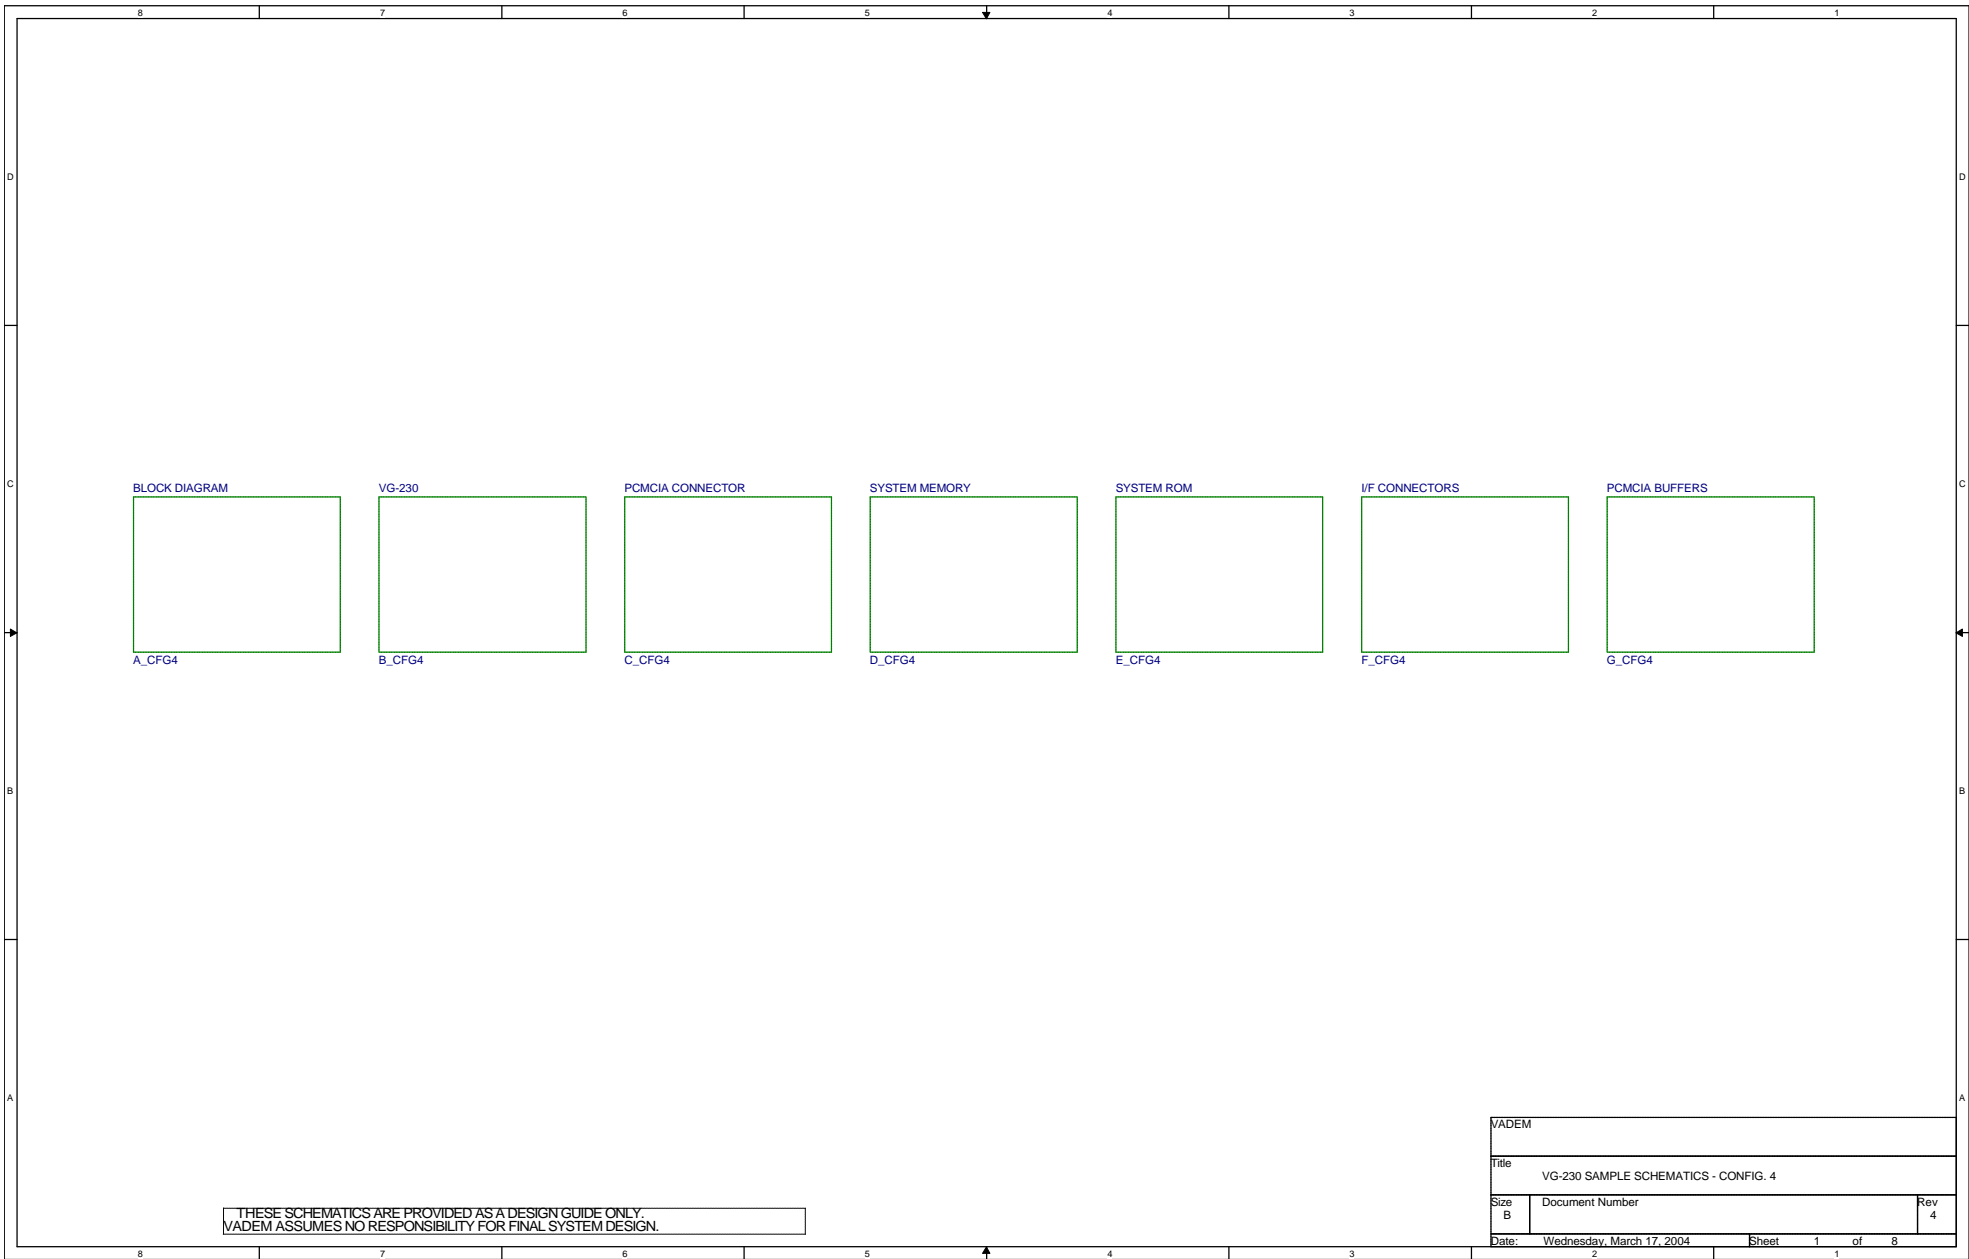 8 7 6 5 4 3 2 1
D D
BLOCK DIAGRAM VG-230 PCMCIA CONNECTOR SYSTEM MEMORY SYSTEM ROM I/F CONNECTORS PCMCIA BUFFERS
C C
A_CFG4 B_CFG4 C_CFG4 D_CFG4 E_CFG4 F_CFG4 G_CFG4
B B
A A
VADEM
Title
VG-230 SAMPLE SCHEMATICS - CONFIG. 4
Size Document Number Rev
B 4
Date: Wednesday, March 17, 2004 Sheet 1 of 8
THESE SCHEMATICS ARE PROVIDED AS A DESIGN GUIDE ONLY.
VADEM ASSUMES NO RESPONSIBILITY FOR FINAL SYSTEM DESIGN.
8 7 6 5 4 3 2 1